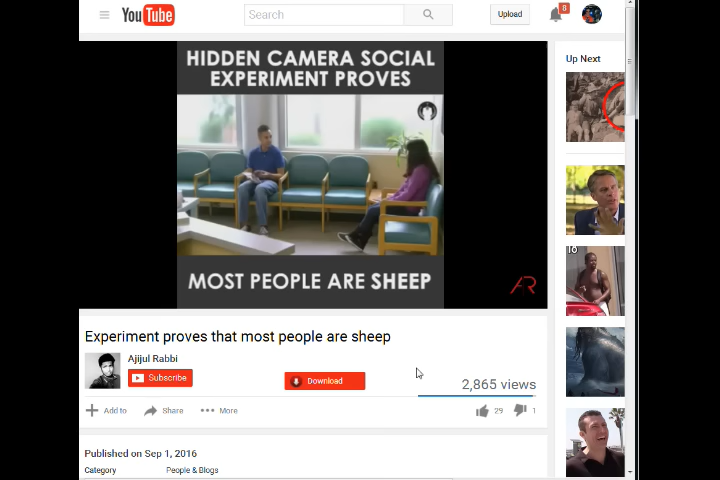 YouTube
Search
Upload
8
HIDDEN CAMERA SOCIAL
EXPERIMENT PROVES
MOST PEOPLE ARE SHEEP
Up Next
Experiment proves that most people are sheep
Ajijul Rabbi
Subscribe
Download
2,865 views
Add to
Share
More
29
1
Published on Sep 1, 2016
Category
People & Blogs